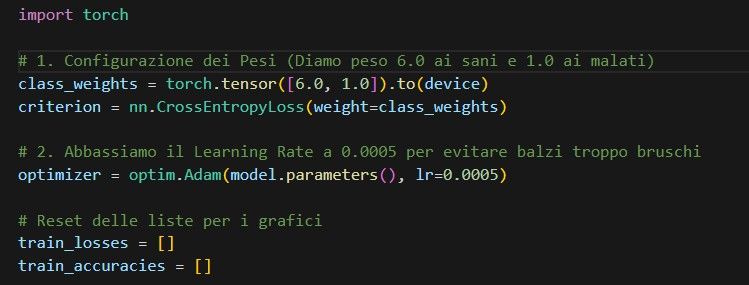 import torch
# 1. Configurazione dei Pesi (Diamo peso 6.0 ai sani e 1.0 ai malati)
class_weights = torch.tensor([6.0, 1.0]).to(device)
criterion = nn.CrossEntropyLoss(weight=class_weights)
# 2. Abbassiamo il Learning Rate a 0.0005 per evitare balzi troppo bruschi
optimizer = optim.Adam(model.parameters(), lr=0.0005)
# Reset delle liste per i grafici
train_losses = []
train_accuracies = []